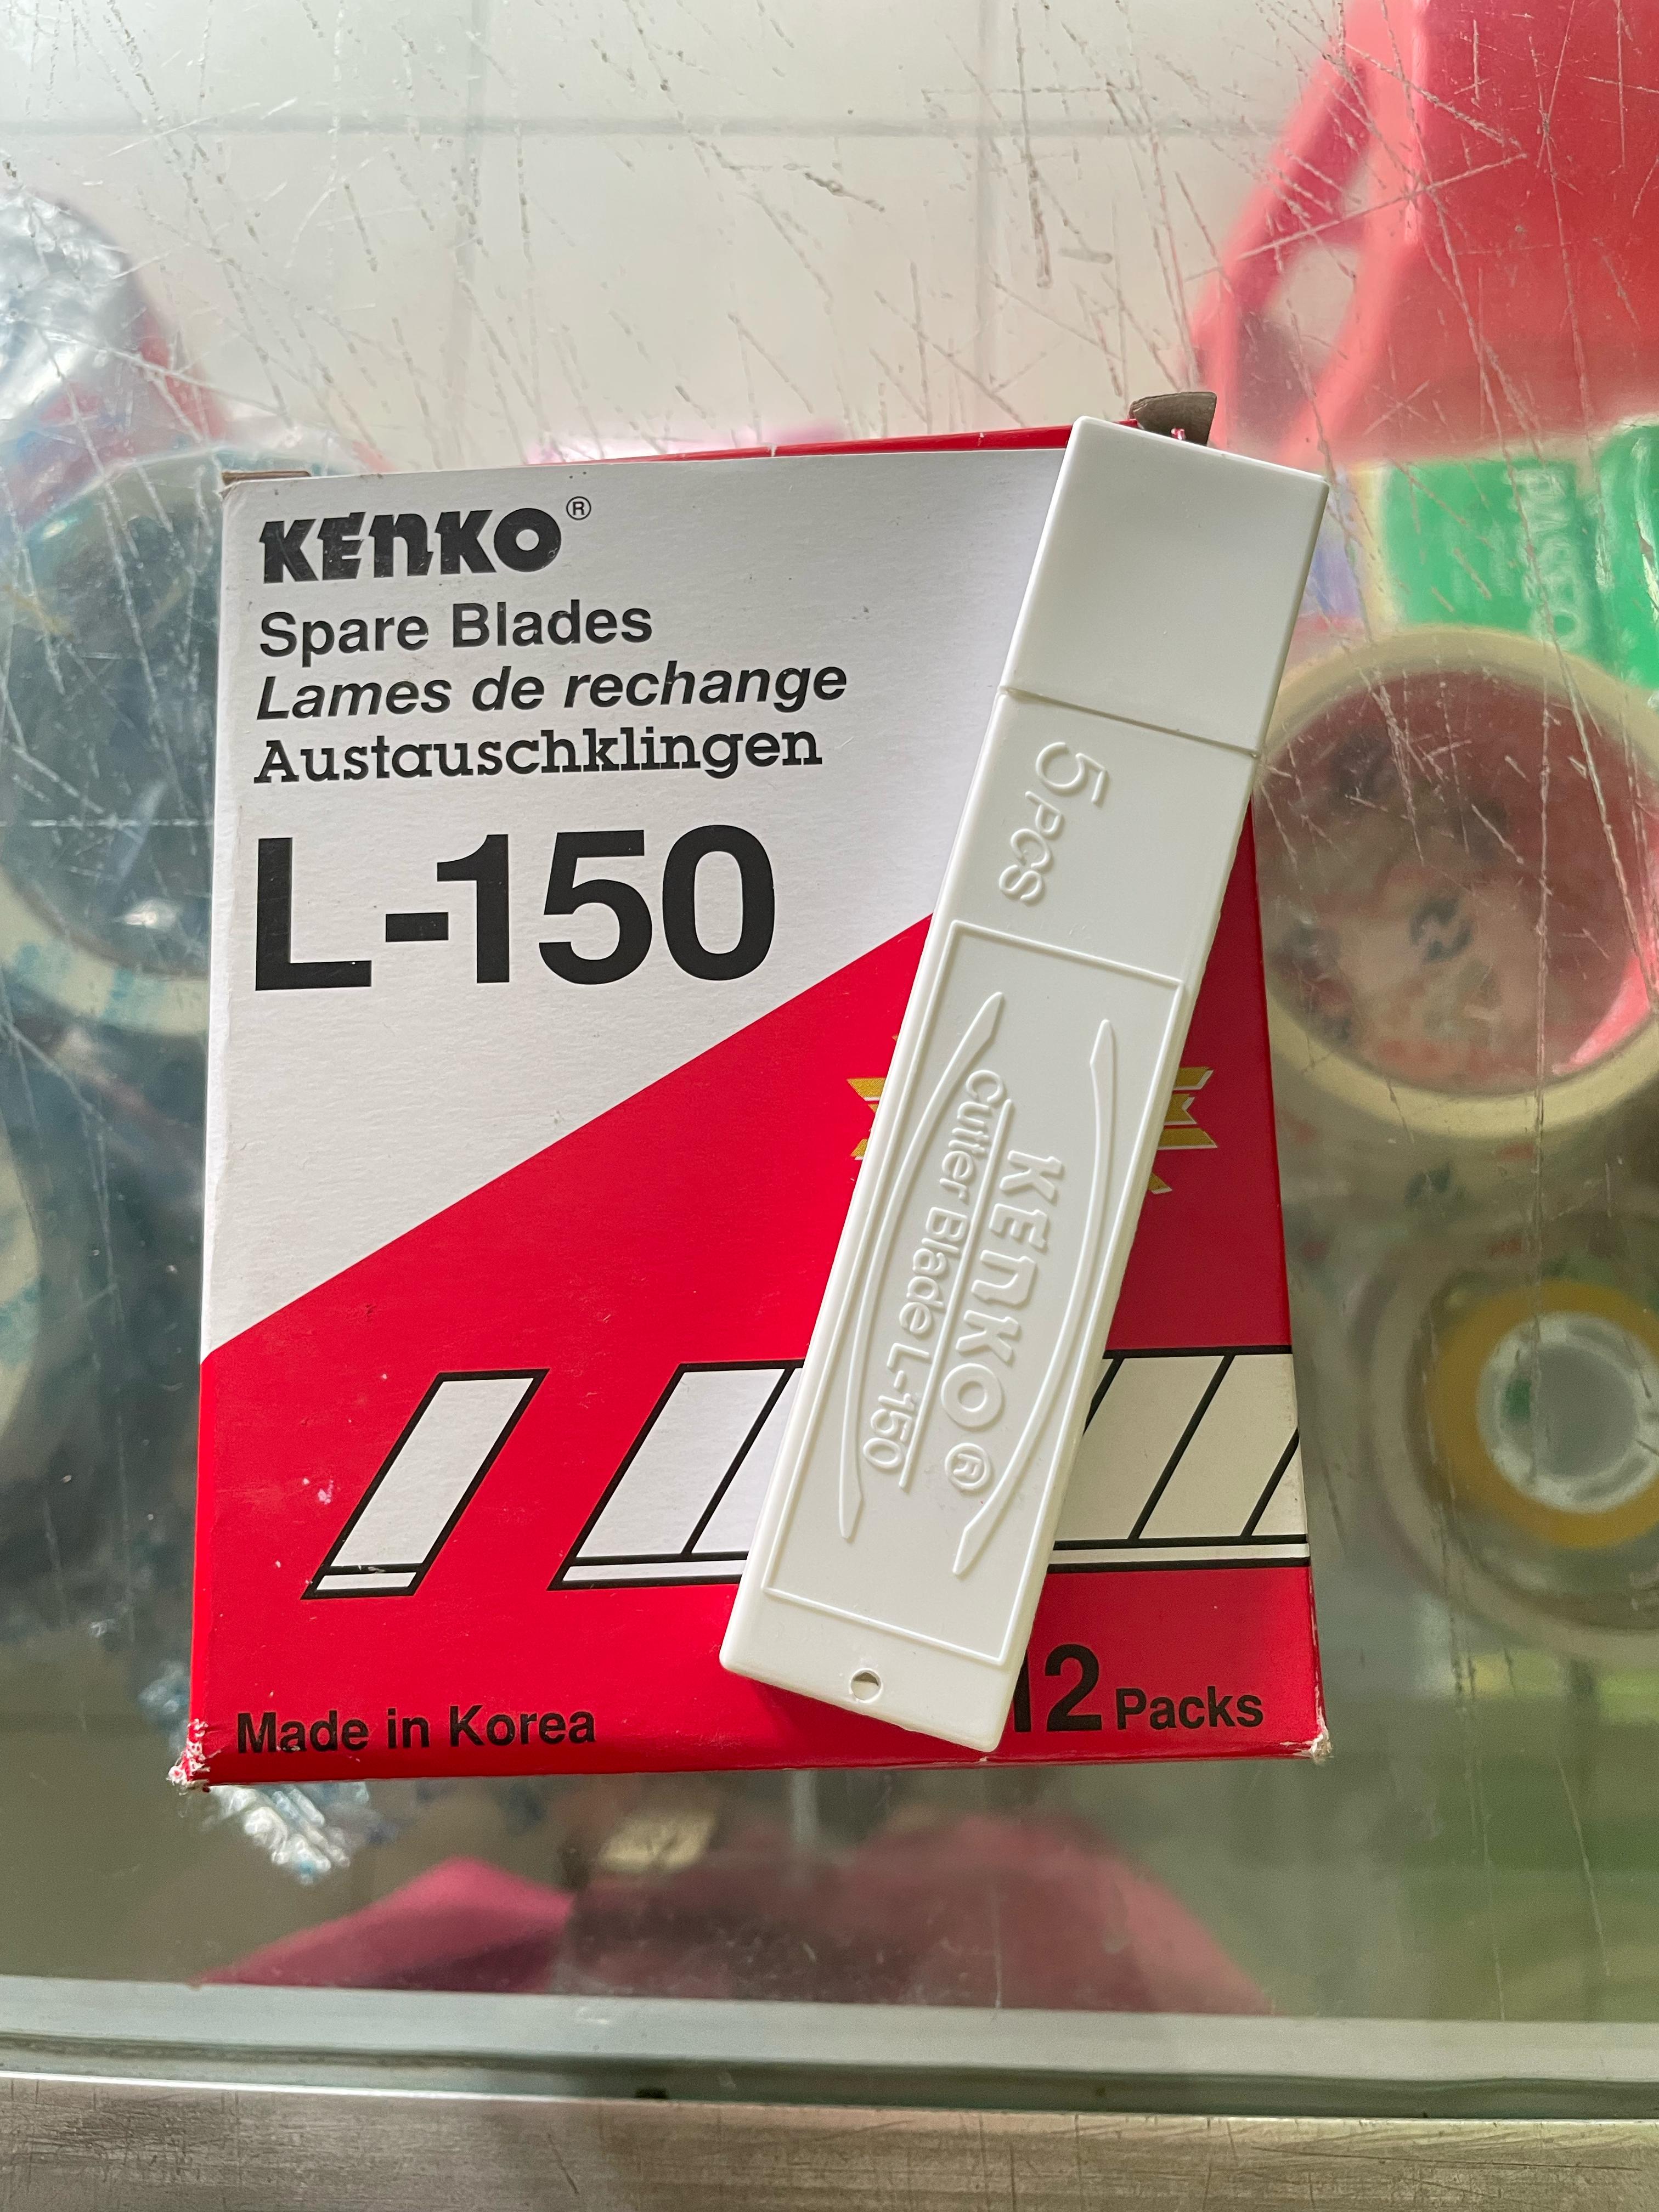 KENKO®
Spare Blades
Lames de rechange
Austauschklingen
L-150
Made in Korea
12 Packs
5 PCS
KENKO ®
Cutter Blade L-150